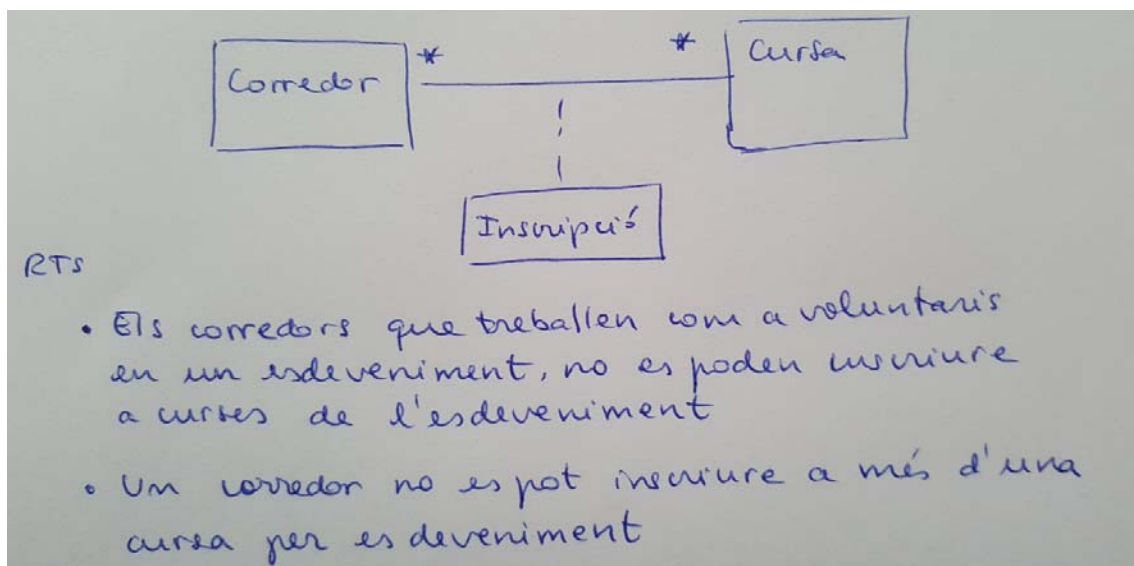 Corredor
*
*
Cursa
Inscripció
RTs
• Els corredors que treballen com a voluntaris
en un esdeveniment, no es poden inscriure
a curses de l'esdeveniment
• Un corredor no es pot inscriure a més d'una
cursa per esdeveniment